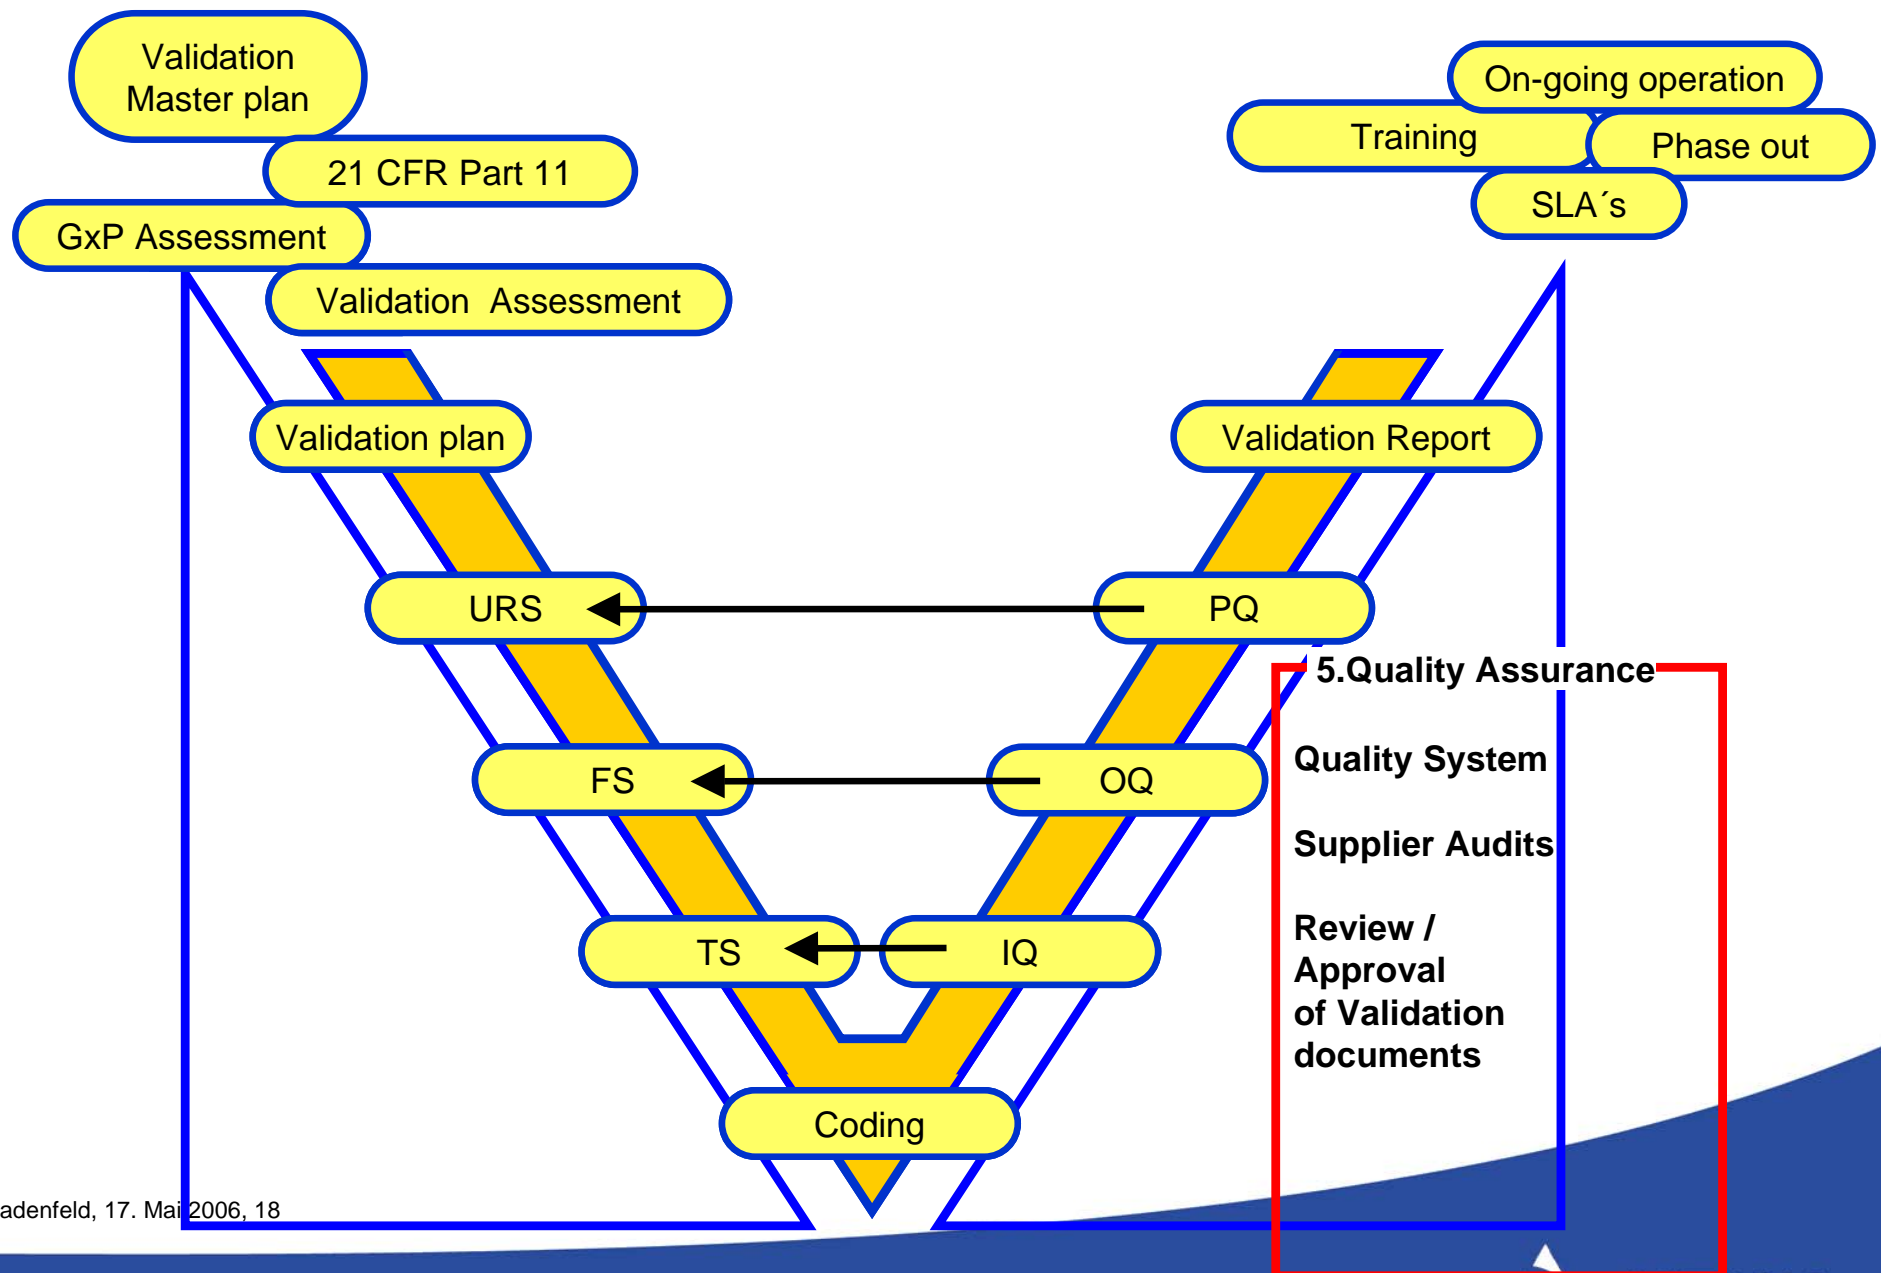 Validation
Master plan
21 CFR Part 11
GxP Assessment
Validation Assessment
On-going operation
Training
Phase out
SLA´s
Validation plan
Validation Report
URS
PQ
5.Quality Assurance
FS
OQ
Quality System
Supplier Audits
TS
IQ
Review /
Approval
of Validation
documents
Coding
adenfeld, 17. Mai 2006, 18